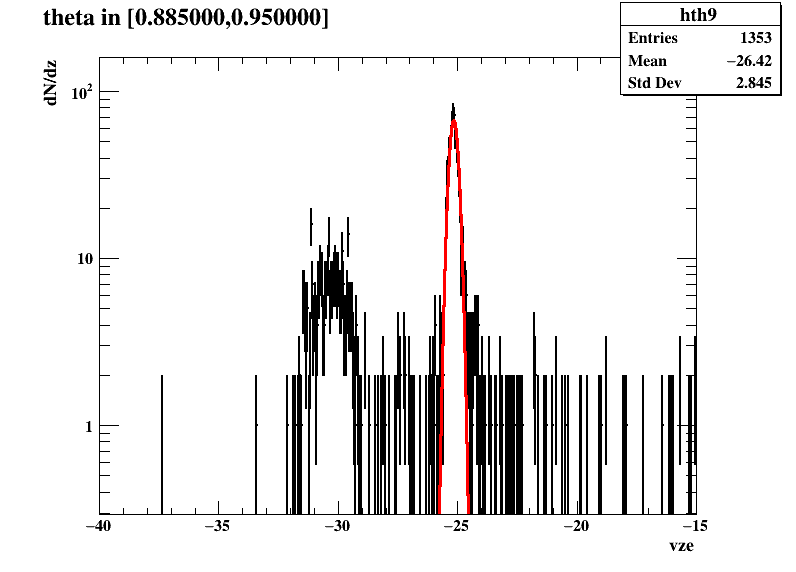 theta in [0.885000,0.950000]
hth9
Entries 1353
Mean −26.42
Std Dev 2.845
dN/dz
10²
10
1
−40 −35 −30 −25 −20 −15
vze